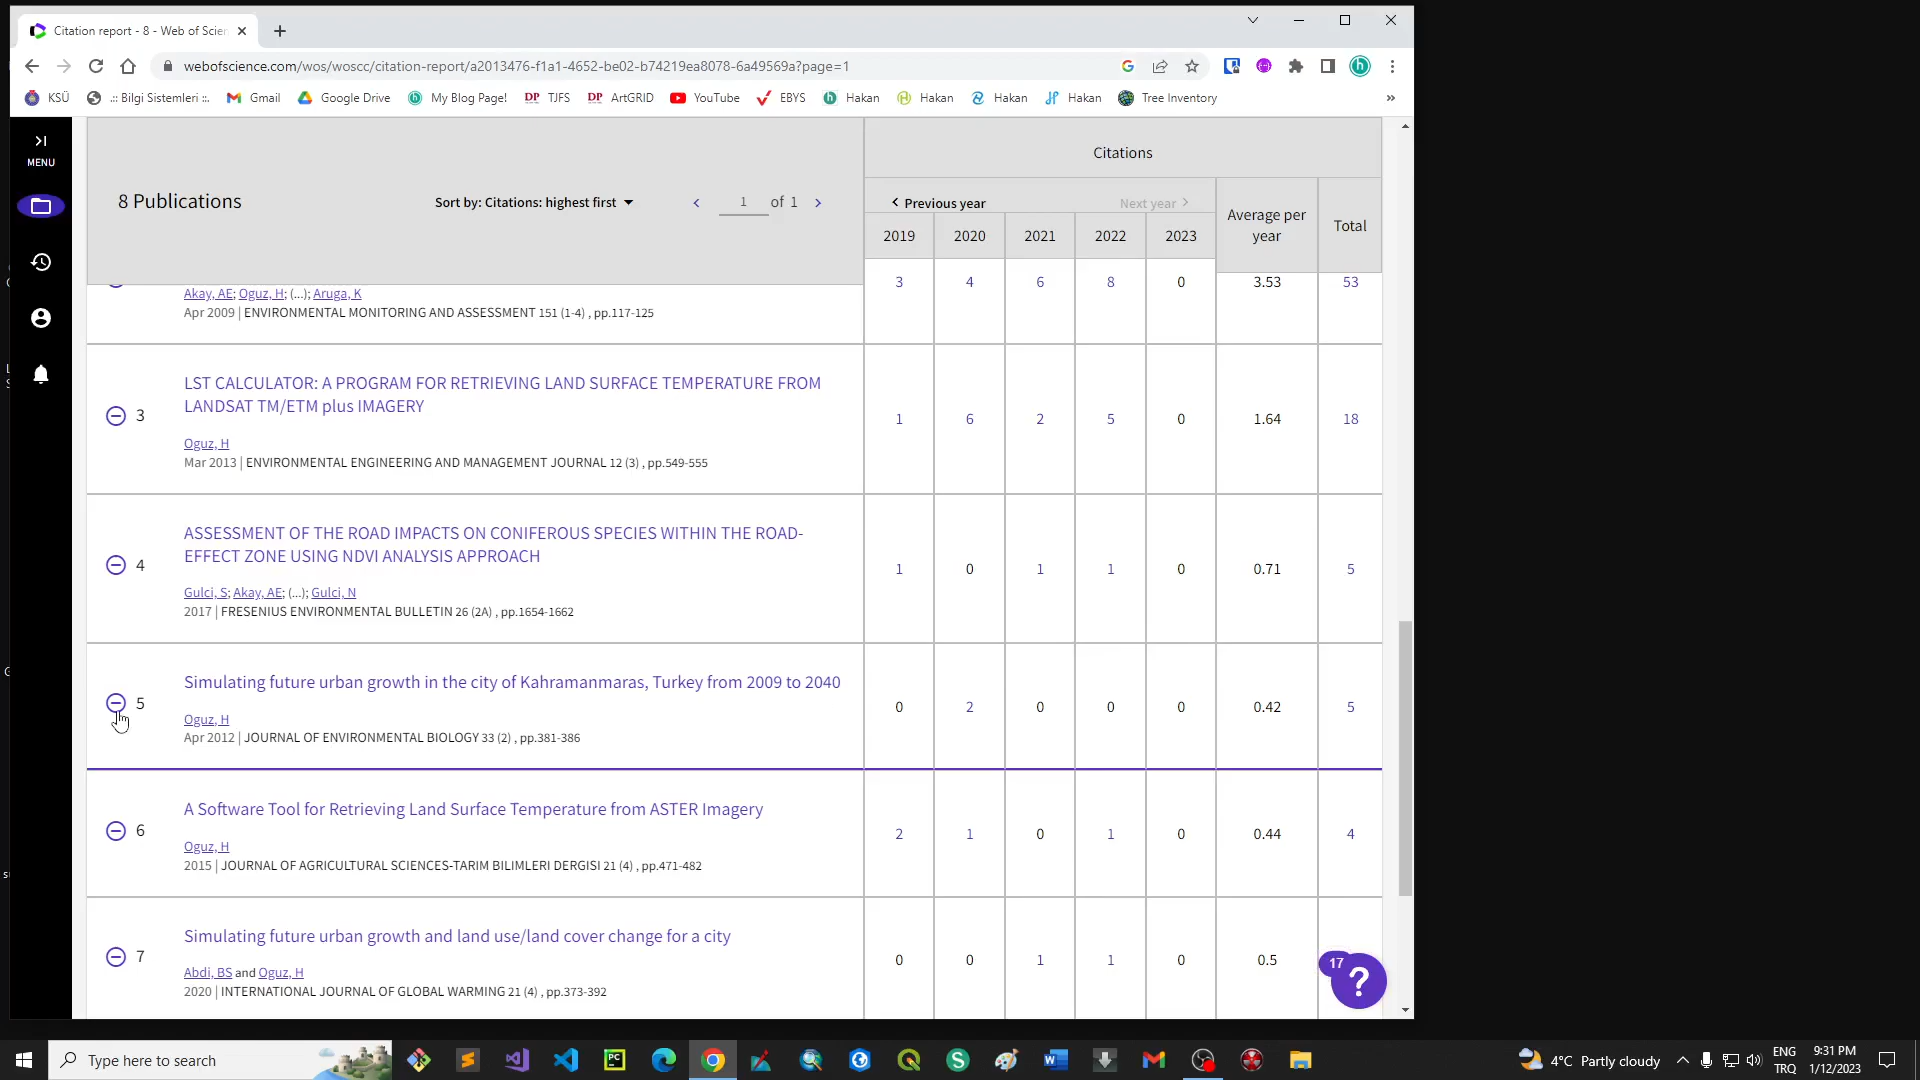 Citation report - 8 - Web of Scien
webofscience.com/wos/woscc/citation-report/a2013476-f1a1-4652-be02-b74219ea8078-6a49569a?page=1
KSÜ .:: Bilgi Sistemleri ::. Gmail Google Drive My Blog Page! DP TJFS DP ArtGRID YouTube EBYS Hakan Hakan Hakan Hakan Tree Inventory »
MENU
8 Publications
Sort by: Citations: highest first
1 of 1
Citations
Previous year
Next year
2019 2020 2021 2022 2023
Average per year
Total
Akay, AE; Oguz, H; (...); Aruga, K
Apr 2009 | ENVIRONMENTAL MONITORING AND ASSESSMENT 151 (1-4) , pp.117-125
3 4 6 8 0 3.53 53
3
LST CALCULATOR: A PROGRAM FOR RETRIEVING LAND SURFACE TEMPERATURE FROM
LANDSAT TM/ETM plus IMAGERY
Oguz, H
Mar 2013 | ENVIRONMENTAL ENGINEERING AND MANAGEMENT JOURNAL 12 (3) , pp.549-555
1 6 2 5 0 1.64 18
4
ASSESSMENT OF THE ROAD IMPACTS ON CONIFEROUS SPECIES WITHIN THE ROAD-
EFFECT ZONE USING NDVI ANALYSIS APPROACH
Gulci, S; Akay, AE; (...); Gulci, N
2017 | FRESENIUS ENVIRONMENTAL BULLETIN 26 (2A) , pp.1654-1662
1 0 1 1 0 0.71 5
5
Simulating future urban growth in the city of Kahramanmaras, Turkey from 2009 to 2040
Oguz, H
Apr 2012 | JOURNAL OF ENVIRONMENTAL BIOLOGY 33 (2) , pp.381-386
0 2 0 0 0 0.42 5
6
A Software Tool for Retrieving Land Surface Temperature from ASTER Imagery
Oguz, H
2015 | JOURNAL OF AGRICULTURAL SCIENCES-TARIM BILIMLERI DERGISI 21 (4) , pp.471-482
2 1 0 1 0 0.44 4
7
Simulating future urban growth and land use/land cover change for a city
Abdi, BS and Oguz, H
2020 | INTERNATIONAL JOURNAL OF GLOBAL WARMING 21 (4) , pp.373-392
0 0 1 1 0 0.5
17
?
Type here to search
4°C Partly cloudy
ENG
TRQ
9:31 PM
1/12/2023